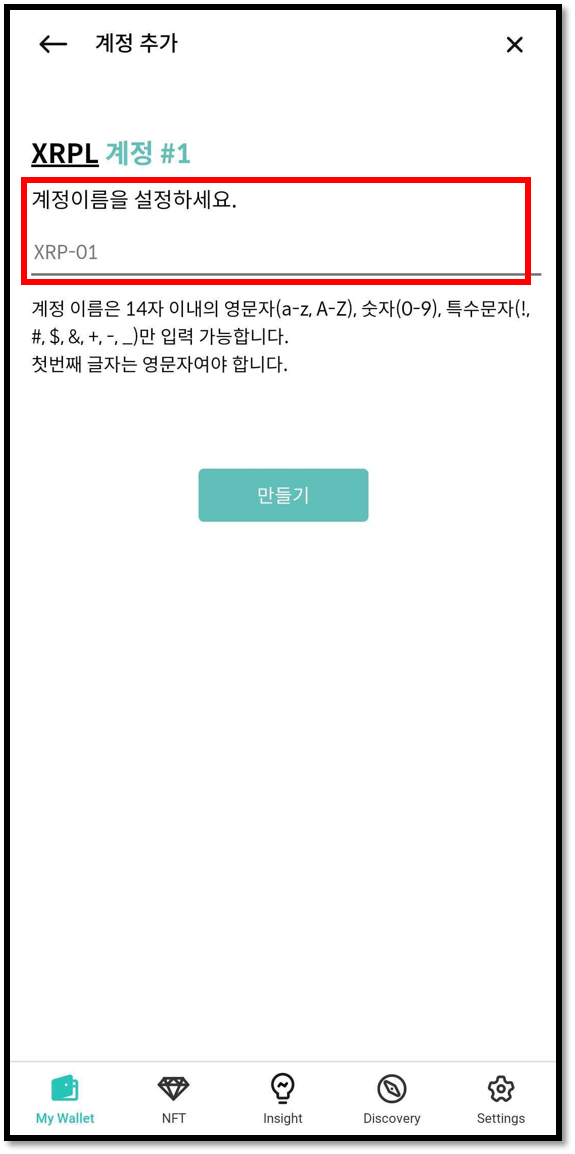 계정 추가
XRPL 계정 #1
계정이름을 설정하세요.
XRP-01
계정 이름은 14자 이내의 영문자(a-z, A-Z), 숫자(0-9), 특수문자(!,
#, $, &, +, -, _)만 입력 가능합니다.
첫번째 글자는 영문자여야 합니다.
만들기
My Wallet NFT Insight Discovery Settings